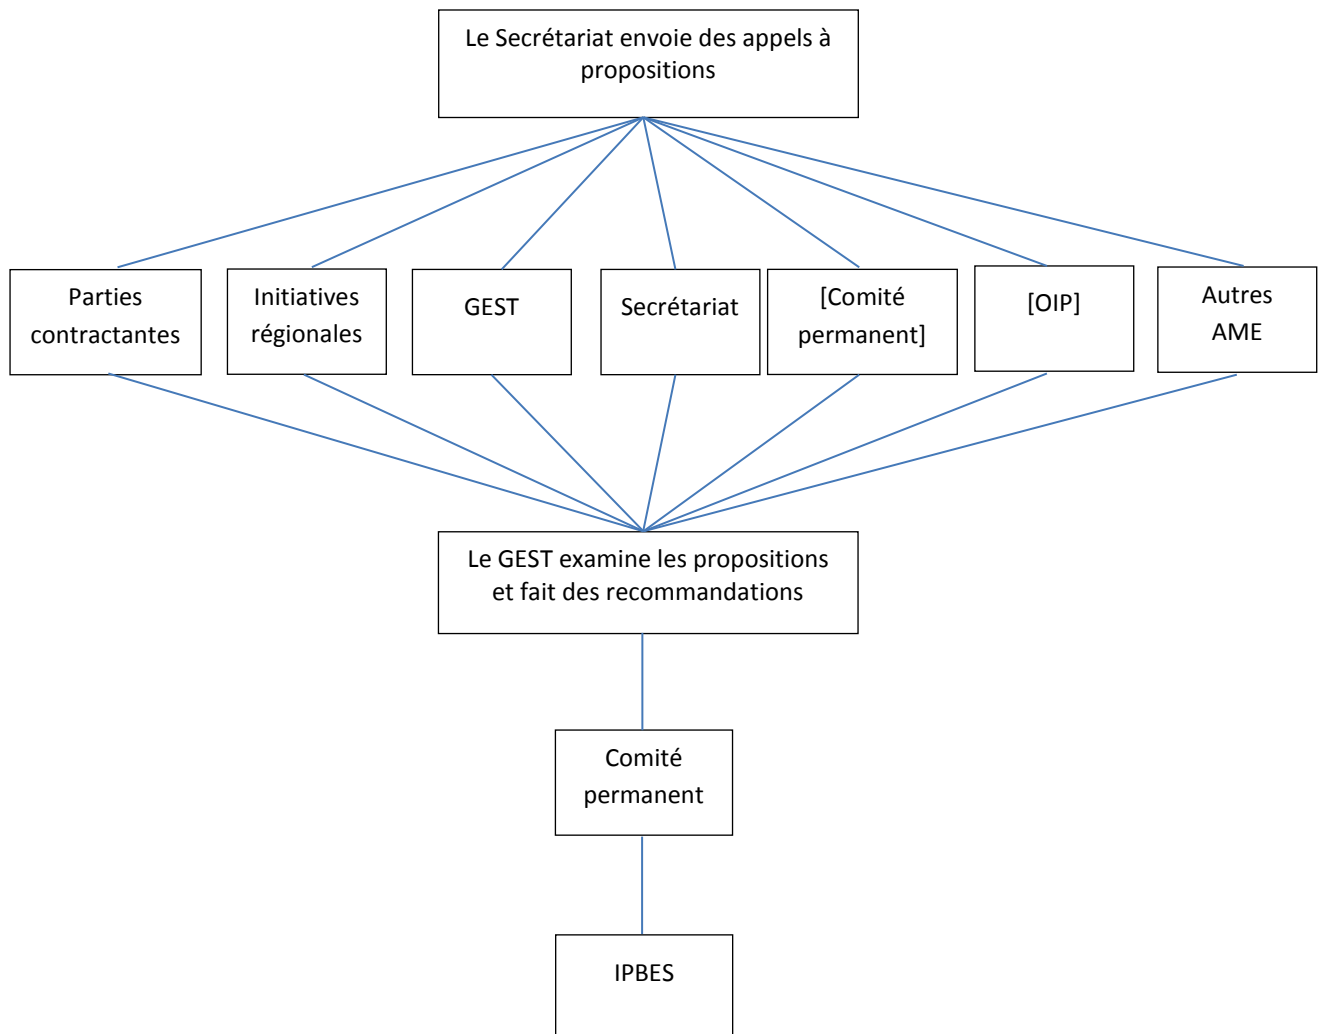 Le Secrétariat envoie des appels à
propositions
Parties
contractantes
Initiatives
régionales
GEST
Secrétariat
[Comité
permanent]
[OIP]
Autres
AME
Le GEST examine les propositions
et fait des recommandations
Comité
permanent
IPBES